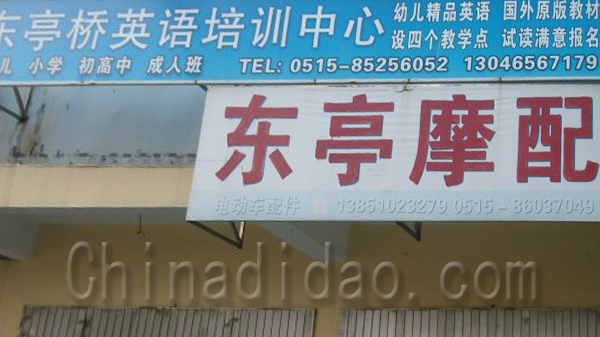 东亭桥英语培训中心
幼儿精品英语 国外原版教材
设四个教学点 试读满意报名
儿 小学 初高中 成人班 TEL: 0515-85256052 13046567179
东亭摩配
电动车配件 13851023279 0515-86037049
Chinadidao.com